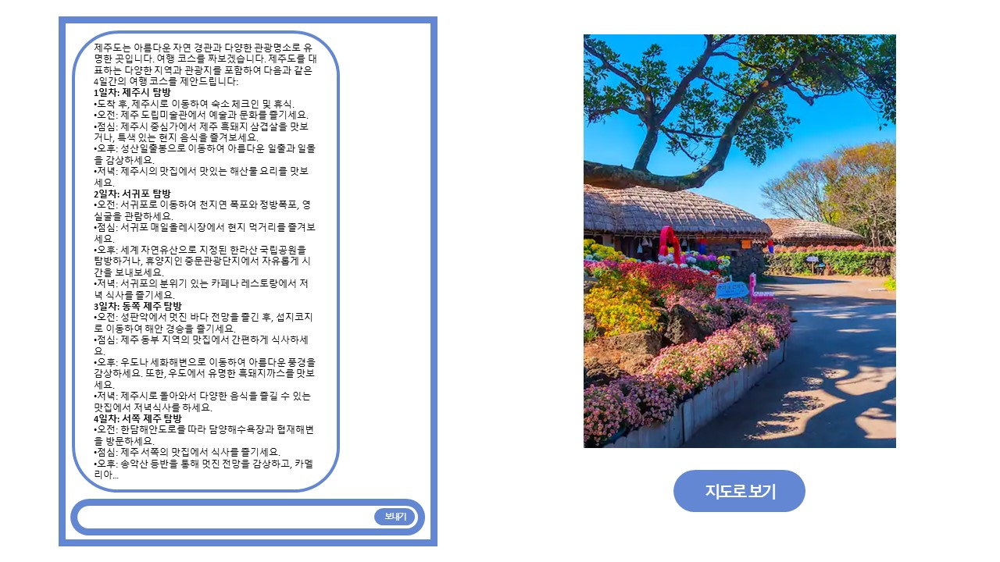 제주도는 아름다운 자연 경관과 다양한 관광명소로 유
명한 곳입니다. 여행 코스를 짜보겠습니다. 제주도를 대
표하는 다양한 지역과 관광지를 포함하여 다음과 같은
4일간의 여행 코스를 제안드립니다:
1일차: 제주시 탐방
•도착 후, 제주시로 이동하여 숙소 체크인 및 휴식.
•오전: 제주 도립미술관에서 예술과 문화를 즐기세요.
•점심: 제주시 중심가에서 제주 흑돼지 삼겹살을 맛보
거나, 특색 있는 현지 음식을 즐겨보세요.
•오후: 성산일출봉으로 이동하여 아름다운 일출과 일몰
을 감상하세요.
•저녁: 제주시의 맛집에서 맛있는 해산물 요리를 맛보
세요.
2일차: 서귀포 탐방
•오전: 서귀포로 이동하여 천지연 폭포와 정방폭포, 영
실굴을 관람하세요.
•점심: 서귀포 매일올레시장에서 현지 먹거리를 즐겨보
세요.
•오후: 세계 자연유산으로 지정된 한라산 국립공원을
탐방하거나, 휴양지인 중문관광단지에서 자유롭게 시
간을 보내보세요.
•저녁: 서귀포의 분위기 있는 카페나 레스토랑에서 저
녁 식사를 즐기세요.
3일차: 동쪽 제주 탐방
•오전: 성판악에서 멋진 바다 전망을 즐긴 후, 섭지코지
로 이동하여 해안 경승을 즐기세요.
•점심: 제주 동부 지역의 맛집에서 간편하게 식사하세
요.
•오후: 우도나 세화해변으로 이동하여 아름다운 풍경을
감상하세요. 또한, 우도에서 유명한 흑돼지까스를 맛보
세요.
•저녁: 제주시로 돌아와서 다양한 음식을 즐길 수 있는
맛집에서 저녁식사를 하세요.
4일차: 서쪽 제주 탐방
•오전: 한담해안도로를 따라 담양해수욕장과 협재해변
을 방문하세요.
•점심: 제주 서쪽의 맛집에서 식사를 즐기세요.
•오후: 송악산 등반을 통해 멋진 전망을 감상하고, 카멜
리아...
보내기
지도로 보기